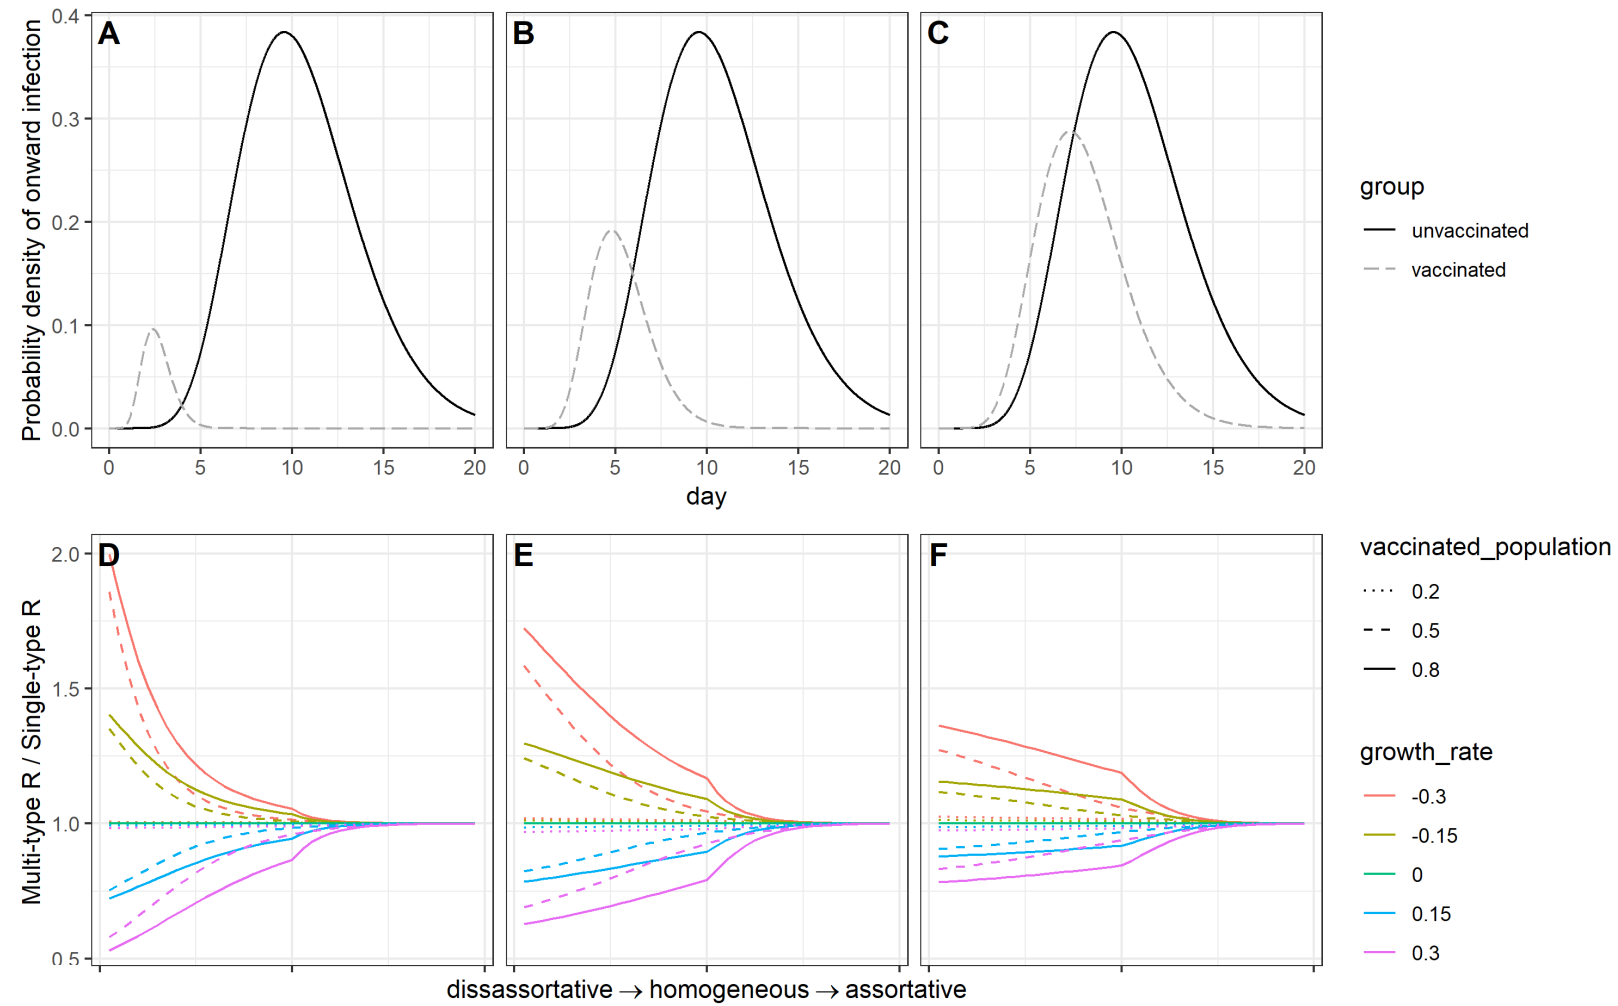 A B C
0.4
0.3
0.2
0.1
0.0
Probability density of onward infection
0 5 10 15 20 0 5 10 15 20 0 5 10 15 20
day
group
unvaccinated
vaccinated
D E F
2.0
1.5
1.0
0.5
Multi-type R / Single-type R
dissassortative → homogeneous → assortative
vaccinated_population
0.2
0.5
0.8
growth_rate
-0.3
-0.15
0
0.15
0.3